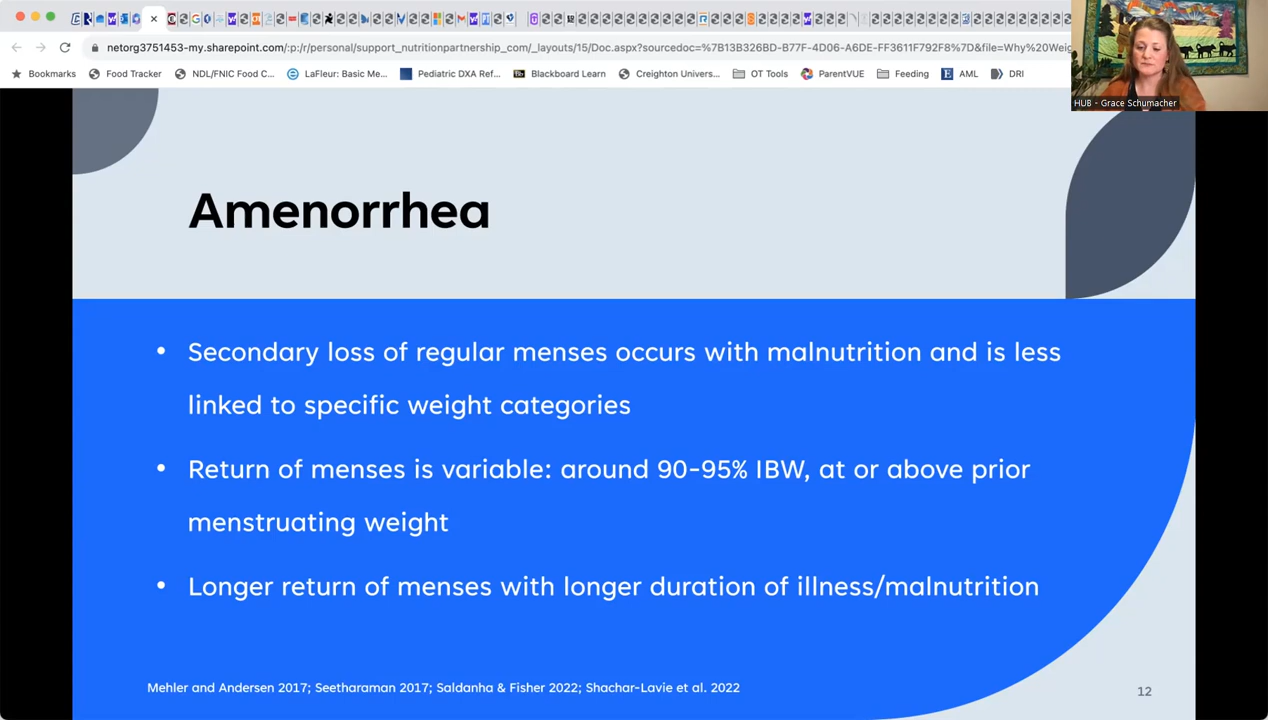 netorg3751453-my.sharepoint.com/:p:/r/personal/support_nutritionpartnership_com/_layouts/15/Doc.aspx?sourcedoc=%7B13B326BD-B77F-4D06-A6DE-FF3611F792F8%7D&file=Why%20Weig
Bookmarks Food Tracker NDL/FNIC Food C... LaFleur: Basic Me... Pediatric DXA Ref... Blackboard Learn Creighton Univers... OT Tools ParentVUE Feeding AML DRI
HUB - Grace Schumacher
Amenorrhea
• Secondary loss of regular menses occurs with malnutrition and is less
linked to specific weight categories
• Return of menses is variable: around 90-95% IBW, at or above prior
menstruating weight
• Longer return of menses with longer duration of illness/malnutrition
Mehler and Andersen 2017; Seetharaman 2017; Saldanha & Fisher 2022; Shachar-Lavie et al. 2022
12